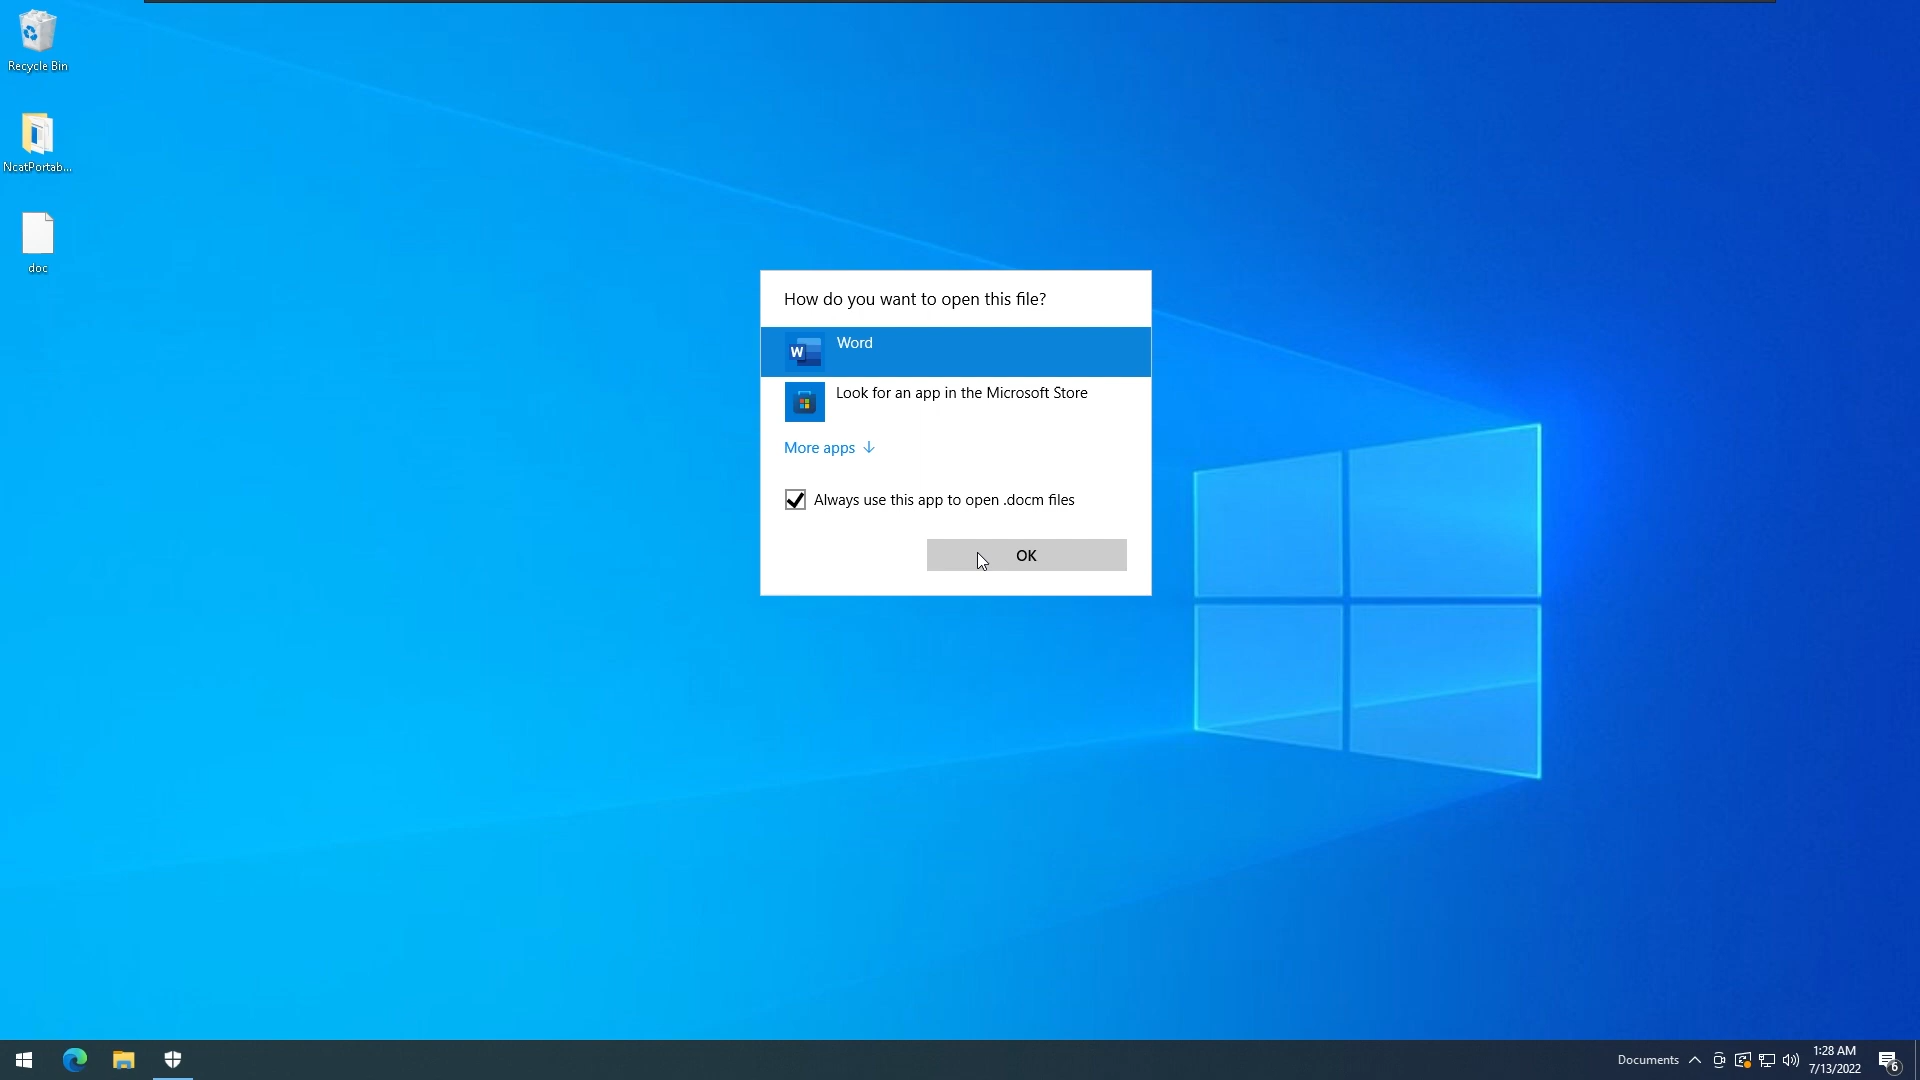 Recycle Bin
NcatPortab...
doc
How do you want to open this file?
W
Word
Look for an app in the Microsoft Store
More apps
Always use this app to open .docm files
OK
Documents
1:28 AM
7/13/2022
6